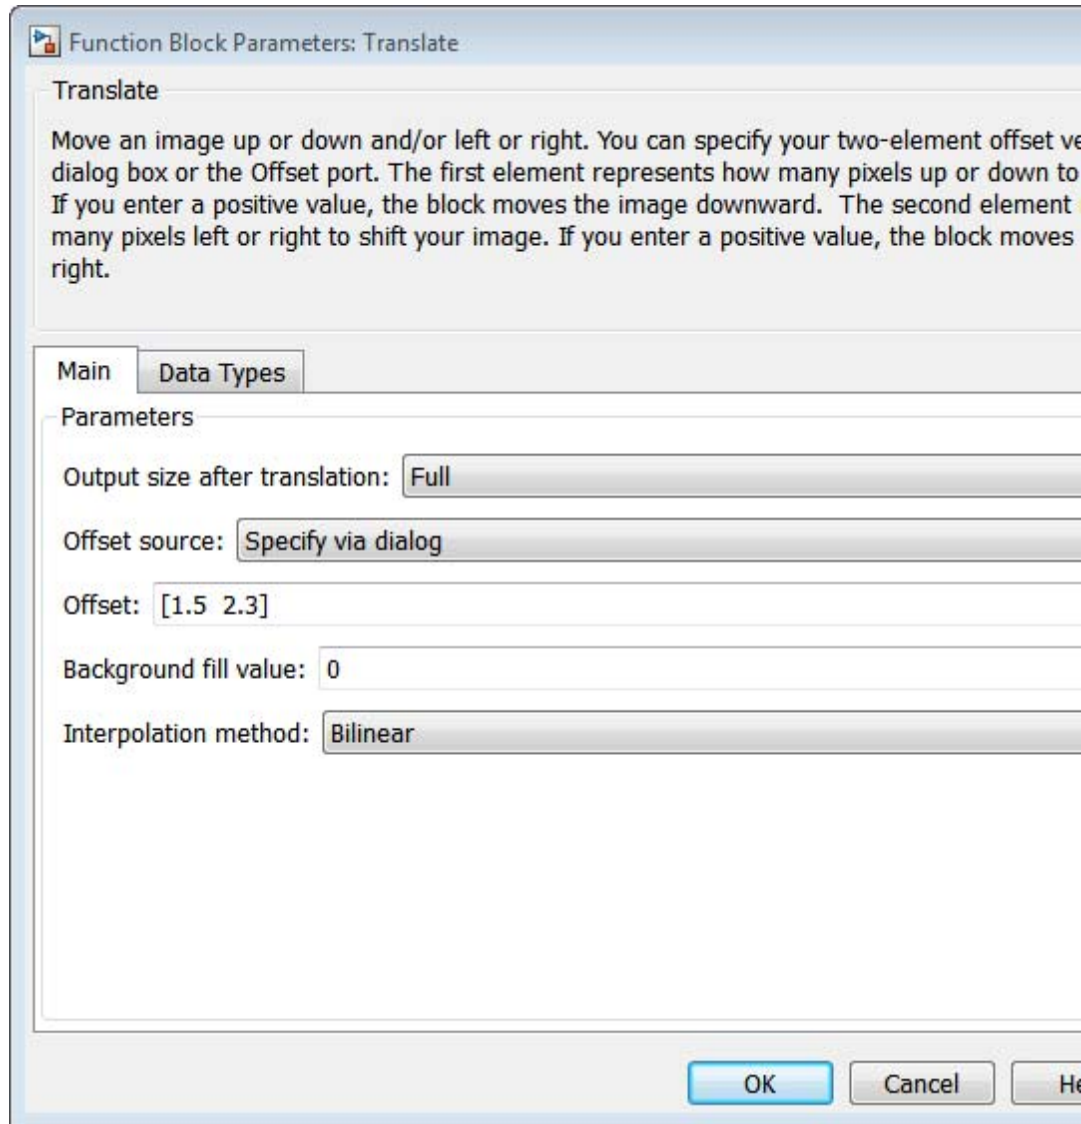 Function Block Parameters: Translate
Translate
Move an image up or down and/or left or right. You can specify your two-element offset
dialog box or the Offset port. The first element represents how many pixels up or down to
If you enter a positive value, the block moves the image downward. The second element
many pixels left or right to shift your image. If you enter a positive value, the block moves
right.
Main Data Types
Parameters
Output size after translation: Full
Offset source: Specify via dialog
Offset: [1.5 2.3]
Background fill value: 0
Interpolation method: Bilinear
OK Cancel